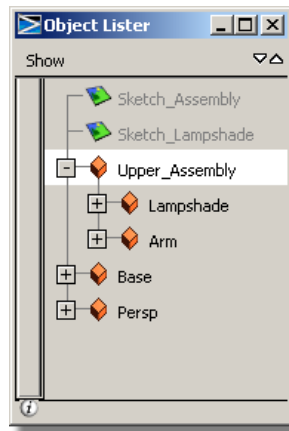 Object Lister
Show
Sketch_Assembly
Sketch_Lampshade
Upper_Assembly
Lampshade
Arm
Base
Persp